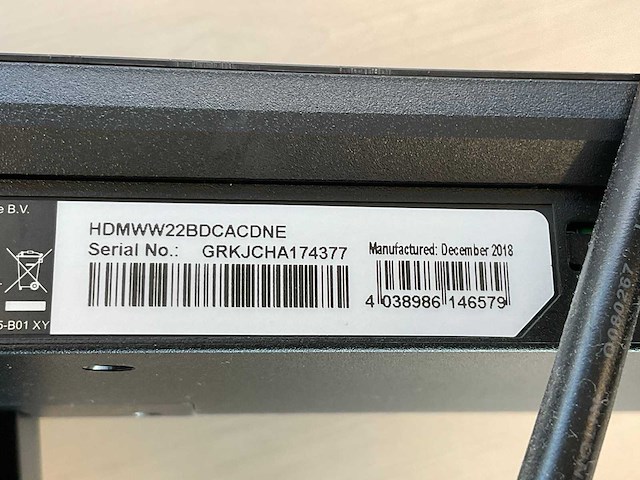 e B.V.
5-B01 XY
HDMWW22BDCACDNE
Serial No.: GRKJCHA174377
Manufactured: December 2018
4 038986 146579